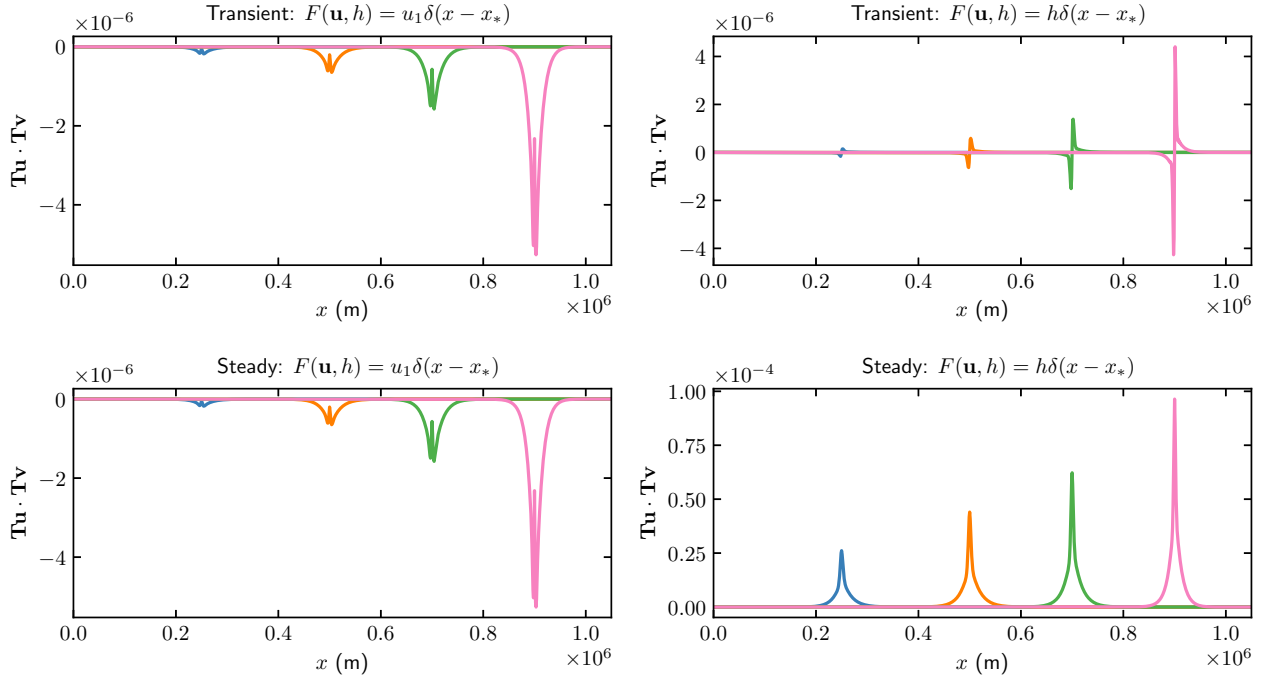 Transient: F(u, h) = u₁δ(x − x∗)
×10⁻⁶
0
−2
−4
Tu · Tv
0.0 0.2 0.4 0.6 0.8 1.0
×10⁶
x (m)
Transient: F(u, h) = hδ(x − x∗)
×10⁻⁶
4
2
0
−2
−4
Tu · Tv
0.0 0.2 0.4 0.6 0.8 1.0
×10⁶
x (m)
Steady: F(u, h) = u₁δ(x − x∗)
×10⁻⁶
0
−2
−4
Tu · Tv
0.0 0.2 0.4 0.6 0.8 1.0
×10⁶
x (m)
Steady: F(u, h) = hδ(x − x∗)
×10⁻⁴
1.00
0.75
0.50
0.25
0.00
Tu · Tv
0.0 0.2 0.4 0.6 0.8 1.0
×10⁶
x (m)